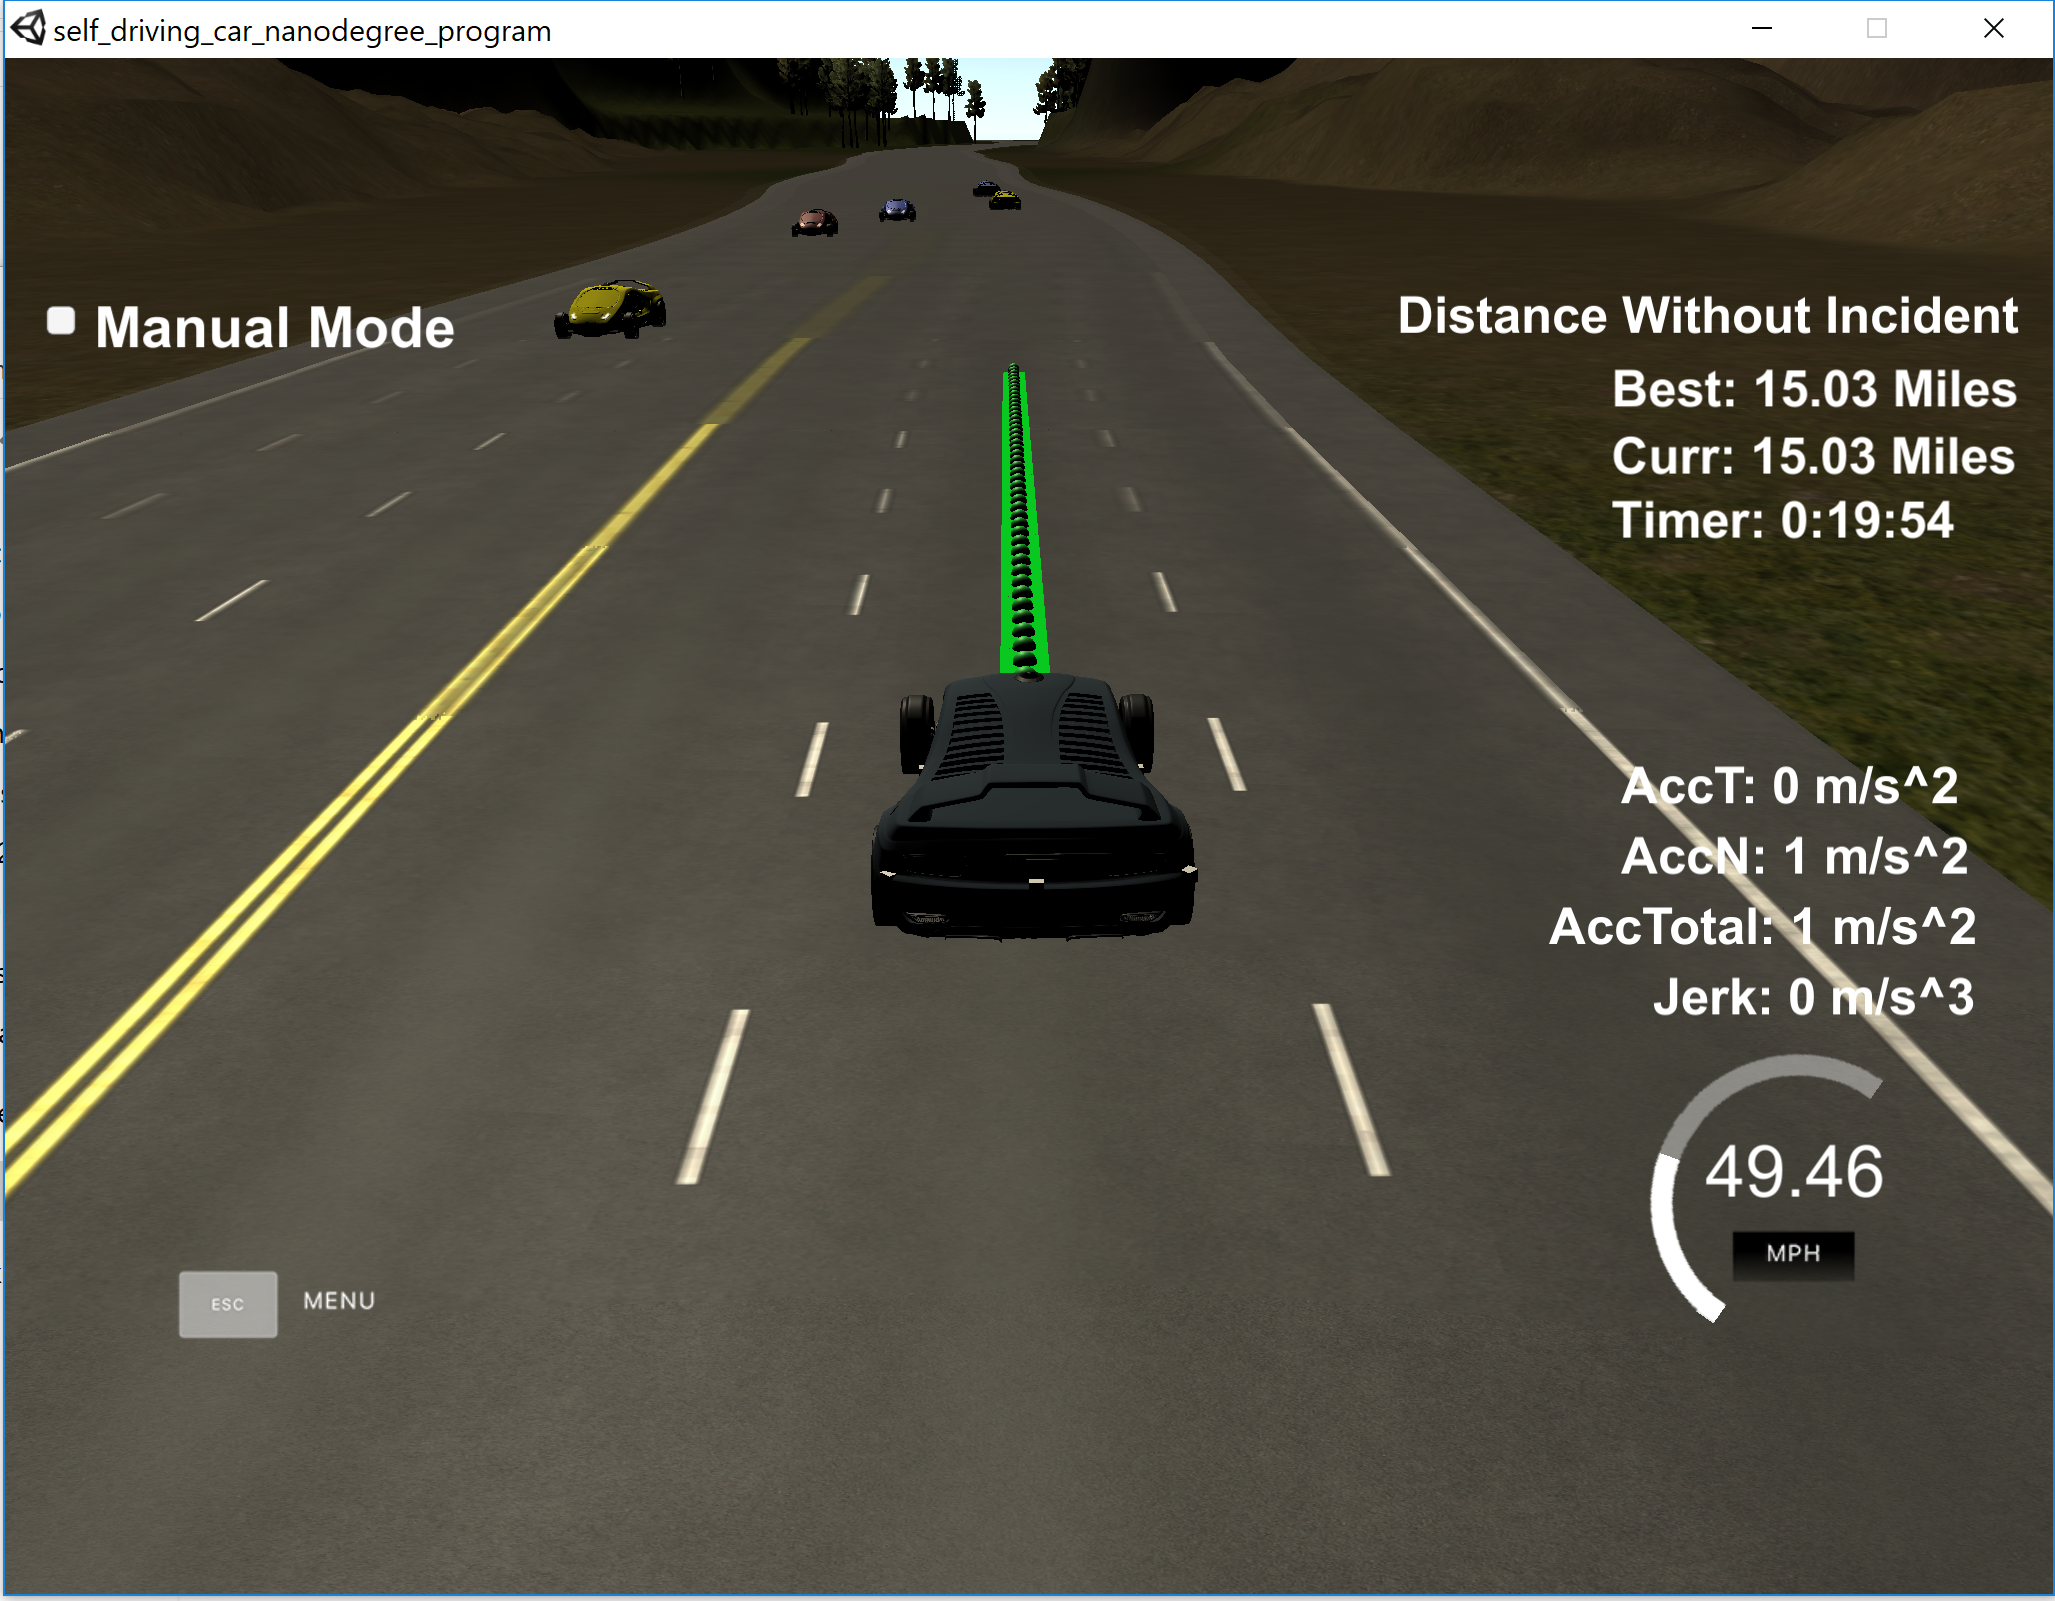 self_driving_car_nanodegree_program
Manual Mode
Distance Without Incident
Best: 15.03 Miles
Curr: 15.03 Miles
Timer: 0:19:54
AccT: 0 m/s^2
AccN: 1 m/s^2
AccTotal: 1 m/s^2
Jerk: 0 m/s^3
49.46
MPH
ESC MENU